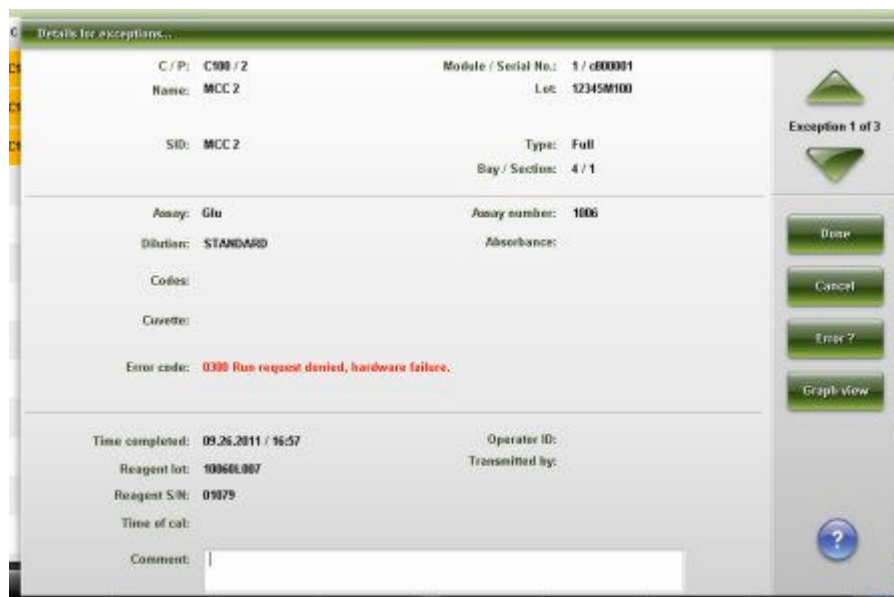 Details for exceptions...
C / P: C100 / 2 Module / Serial No.: 1 / c800001
Name: MCC 2 Lot: 12345M100
Exception 1 of 3
SID: MCC 2 Type: Full
Bay / Section: 4 / 1
Assay: Glu Assay number: 1006
Dilution: STANDARD Absorbance:
Done
Codes:
Cancel
Cuvette:
Error ?
Error code: 0300 Run request denied, hardware failure.
Graph view
Time completed: 09.26.2011 / 16:57 Operator ID:
Reagent lot: 10060L007 Transmitted by:
Reagent S/N: 01079
Time of cal:
?
Comment: